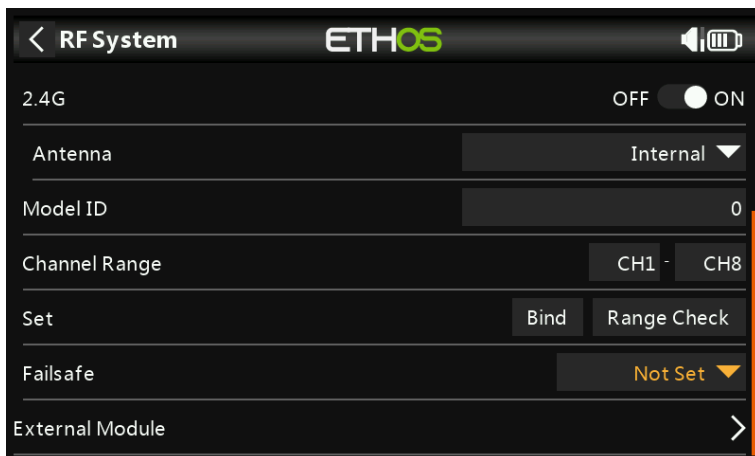 RF System ETHOS
2.4G OFF ON
Antenna Internal
Model ID 0
Channel Range CH1 - CH8
Set Bind Range Check
Failsafe Not Set
External Module